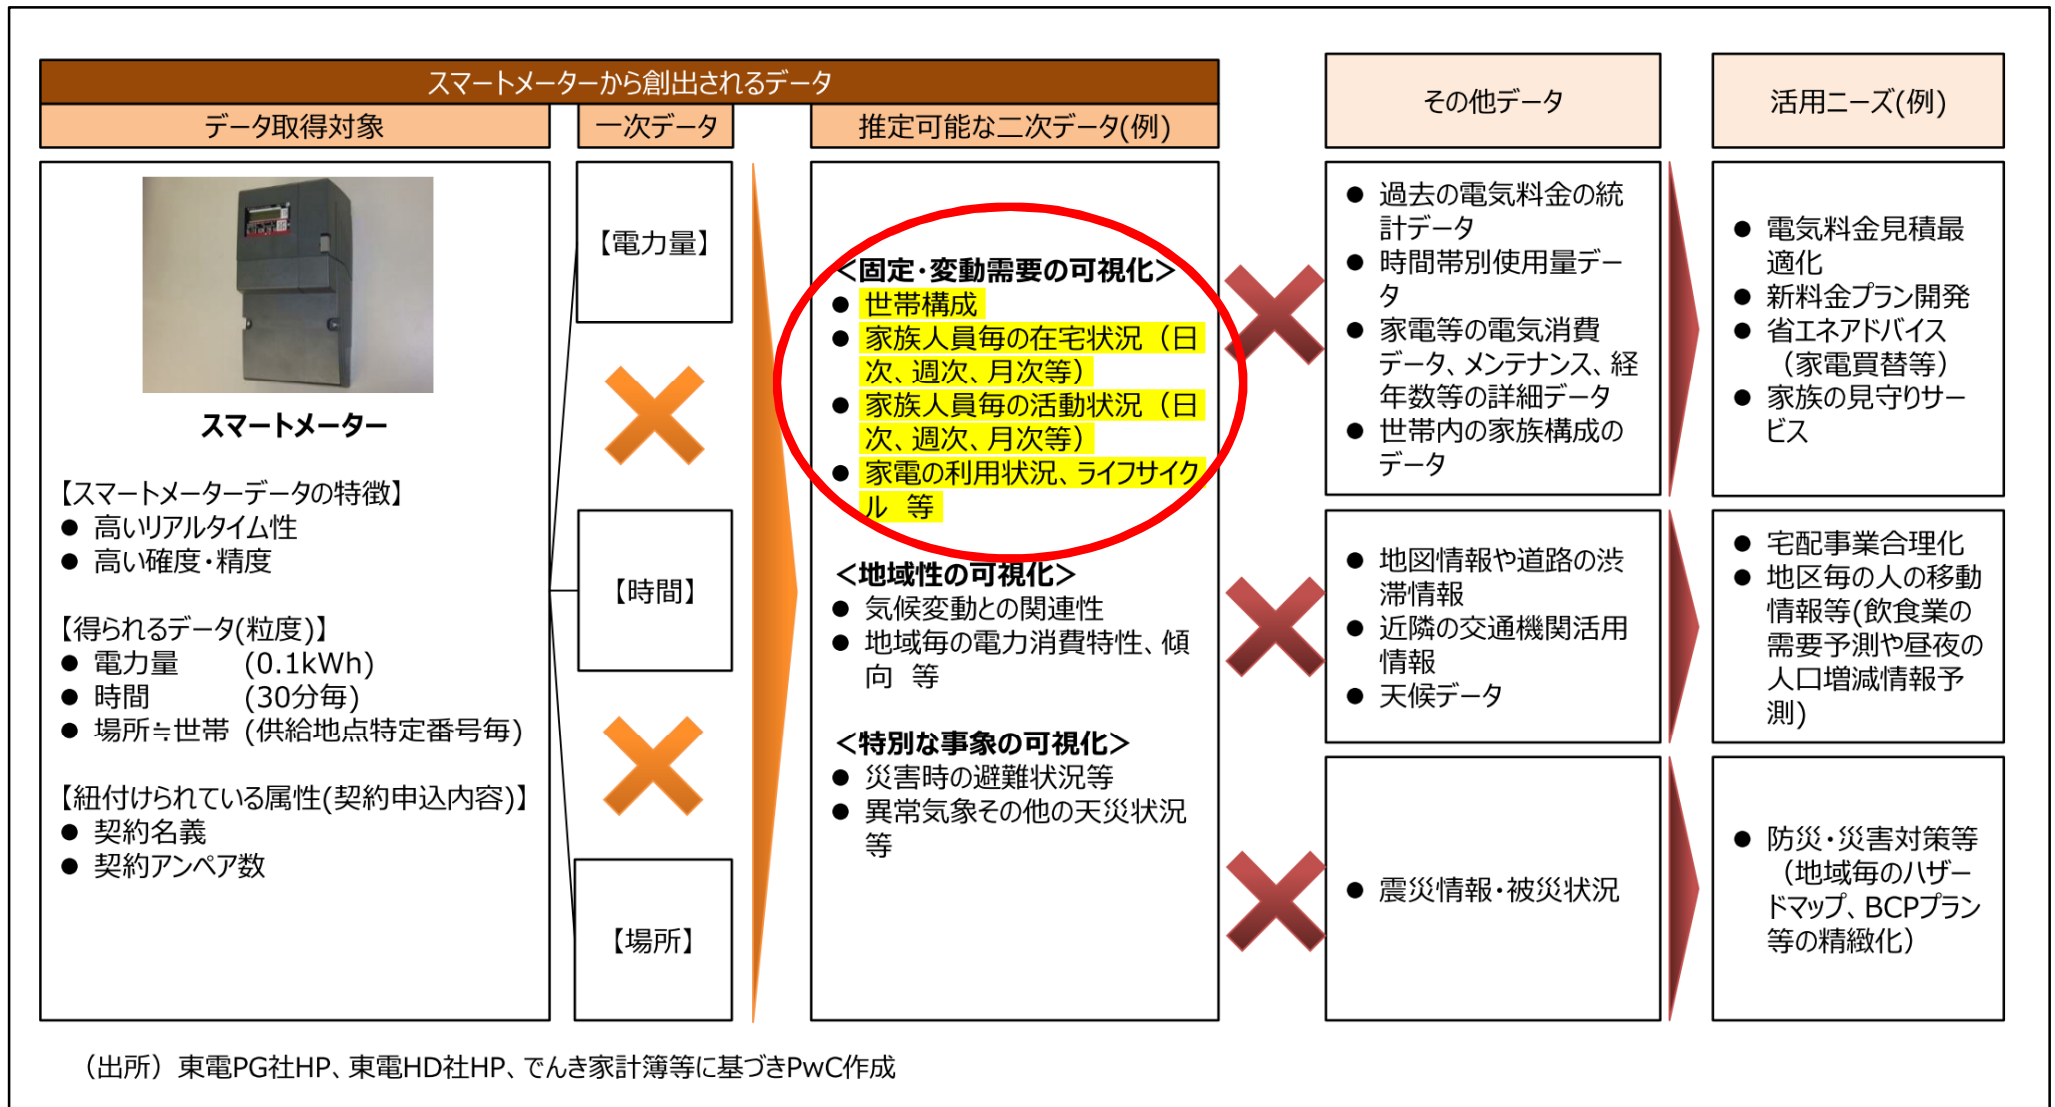 スマートメーターから創出されるデータ
データ取得対象
一次データ
推定可能な二次データ(例)
その他データ
活用ニーズ(例)
スマートメーター
【スマートメーターデータの特徴】
● 高いリアルタイム性
● 高い確度・精度
【得られるデータ(粒度)】
● 電力量 (0.1kWh)
● 時間 (30分毎)
● 場所≒世帯 (供給地点特定番号毎)
【紐付けられている属性(契約申込内容)】
● 契約名義
● 契約アンペア数
【電力量】
【時間】
【場所】
<固定・変動需要の可視化>
● 世帯構成
● 家族人員毎の在宅状況（日
次、週次、月次等）
● 家族人員毎の活動状況（日
次、週次、月次等）
● 家電の利用状況、ライフサイク
ル 等
<地域性の可視化>
● 気候変動との関連性
● 地域毎の電力消費特性、傾
向 等
<特別な事象の可視化>
● 災害時の避難状況等
● 異常気象その他の天災状況
等
● 過去の電気料金の統
計データ
● 時間帯別使用量デー
タ
● 家電等の電気消費
データ、メンテナンス、経
年数等の詳細データ
● 世帯内の家族構成の
データ
● 地図情報や道路の渋
滞情報
● 近隣の交通機関活用
情報
● 天候データ
● 震災情報・被災状況
● 電気料金見積最
適化
● 新料金プラン開発
● 省エネアドバイス
（家電買替等）
● 家族の見守りサー
ビス
● 宅配事業合理化
● 地区毎の人の移動
情報等(飲食業の
需要予測や昼夜の
人口増減情報予
測)
● 防災・災害対策等
（地域毎のハザー
ドマップ、BCPプラン
等の精緻化）
（出所）東電PG社HP、東電HD社HP、でんき家計簿等に基づきPwC作成